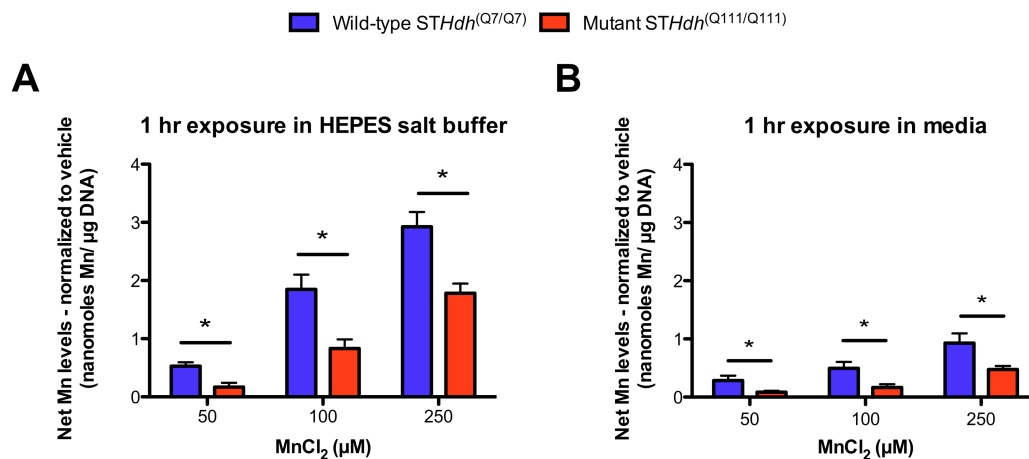 Wild-type STHdh(Q7/Q7) Mutant STHdh(Q111/Q111)
A
1 hr exposure in HEPES salt buffer
Net Mn levels - normalized to vehicle
(nanomoles Mn/ µg DNA)
4
3
2
1
0
*
*
*
50 100 250
MnCl₂ (µM)
B
1 hr exposure in media
Net Mn levels - normalized to vehicle
(nanomoles Mn/ µg DNA)
4
3
2
1
0
*
*
*
50 100 250
MnCl₂ (µM)